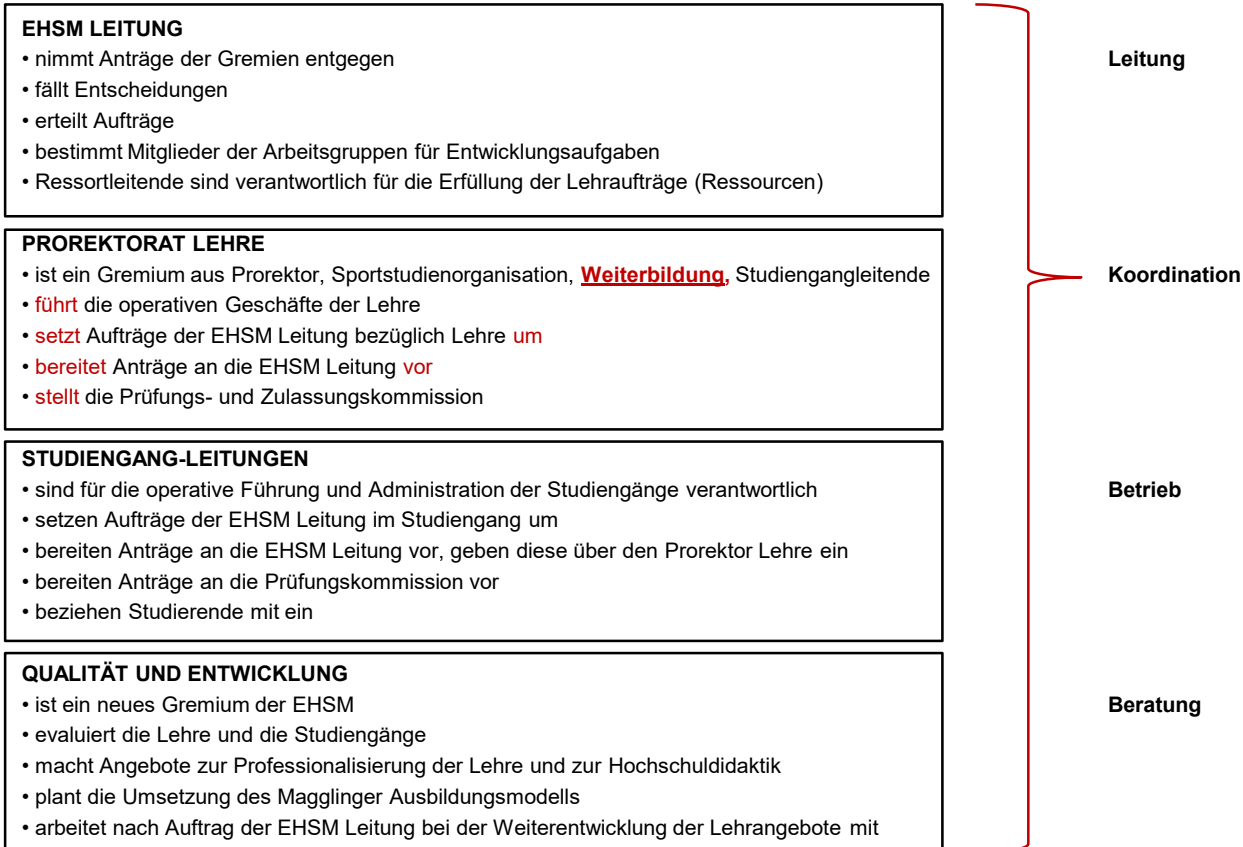 EHSM LEITUNG
• nimmt Anträge der Gremien entgegen
• fällt Entscheidungen
• erteilt Aufträge
• bestimmt Mitglieder der Arbeitsgruppen für Entwicklungsaufgaben
• Ressortleitende sind verantwortlich für die Erfüllung der Lehraufträge (Ressourcen)
Leitung
PROREKTORAT LEHRE
• ist ein Gremium aus Prorektor, Sportstudienorganisation, Weiterbildung, Studiengangleitende
• führt die operativen Geschäfte der Lehre
• setzt Aufträge der EHSM Leitung bezüglich Lehre um
• bereitet Anträge an die EHSM Leitung vor
• stellt die Prüfungs- und Zulassungskommission
Koordination
STUDIENGANG-LEITUNGEN
• sind für die operative Führung und Administration der Studiengänge verantwortlich
• setzen Aufträge der EHSM Leitung im Studiengang um
• bereiten Anträge an die EHSM Leitung vor, geben diese über den Prorektor Lehre ein
• bereiten Anträge an die Prüfungskommission vor
• beziehen Studierende mit ein
Betrieb
QUALITÄT UND ENTWICKLUNG
• ist ein neues Gremium der EHSM
• evaluiert die Lehre und die Studiengänge
• macht Angebote zur Professionalisierung der Lehre und zur Hochschuldidaktik
• plant die Umsetzung des Magglinger Ausbildungsmodells
• arbeitet nach Auftrag der EHSM Leitung bei der Weiterentwicklung der Lehrangebote mit
Beratung